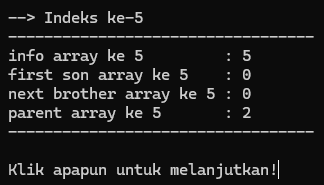 --> Indeks ke-5
----------------------------------
info array ke 5         : 5
first son array ke 5    : 0
next brother array ke 5 : 0
parent array ke 5       : 2
----------------------------------
Klik apapun untuk melanjutkan!